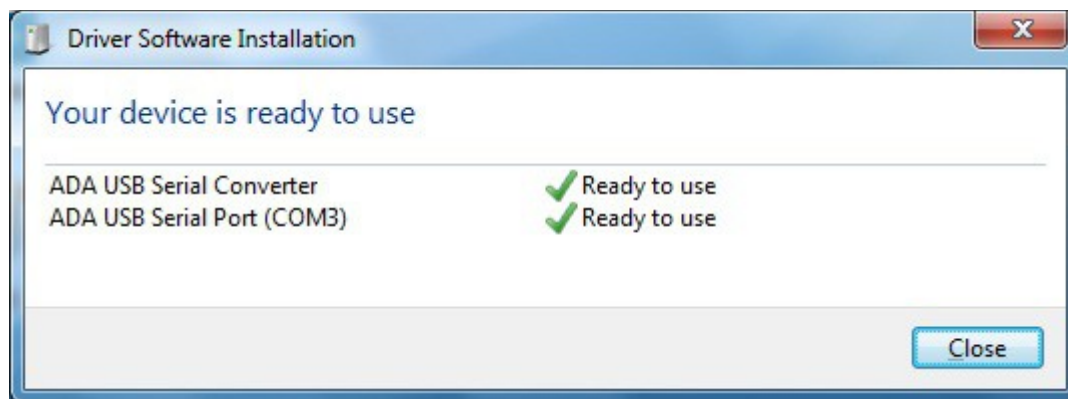 Driver Software Installation
Your device is ready to use
ADA USB Serial Converter Ready to use
ADA USB Serial Port (COM3) Ready to use
Close